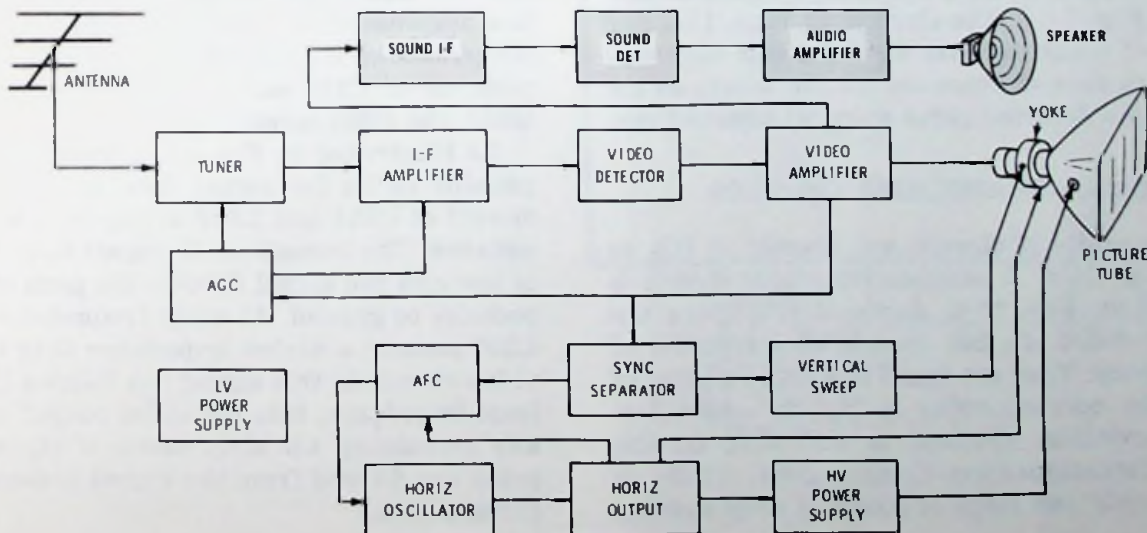 SOUND I-F
SOUND
DET
AUDIO
AMPLIFIER
SPEAKER
ANTENNA
YOKE
TUNER
I-F
AMPLIFIER
VIDEO
DETECTOR
VIDEO
AMPLIFIER
PICTURE
TUBE
AGC
LV
POWER
SUPPLY
AFC
SYNC
SEPARATOR
VERTICAL
SWEEP
HORIZ
OSCILLATOR
HORIZ
OUTPUT
HV
POWER
SUPPLY